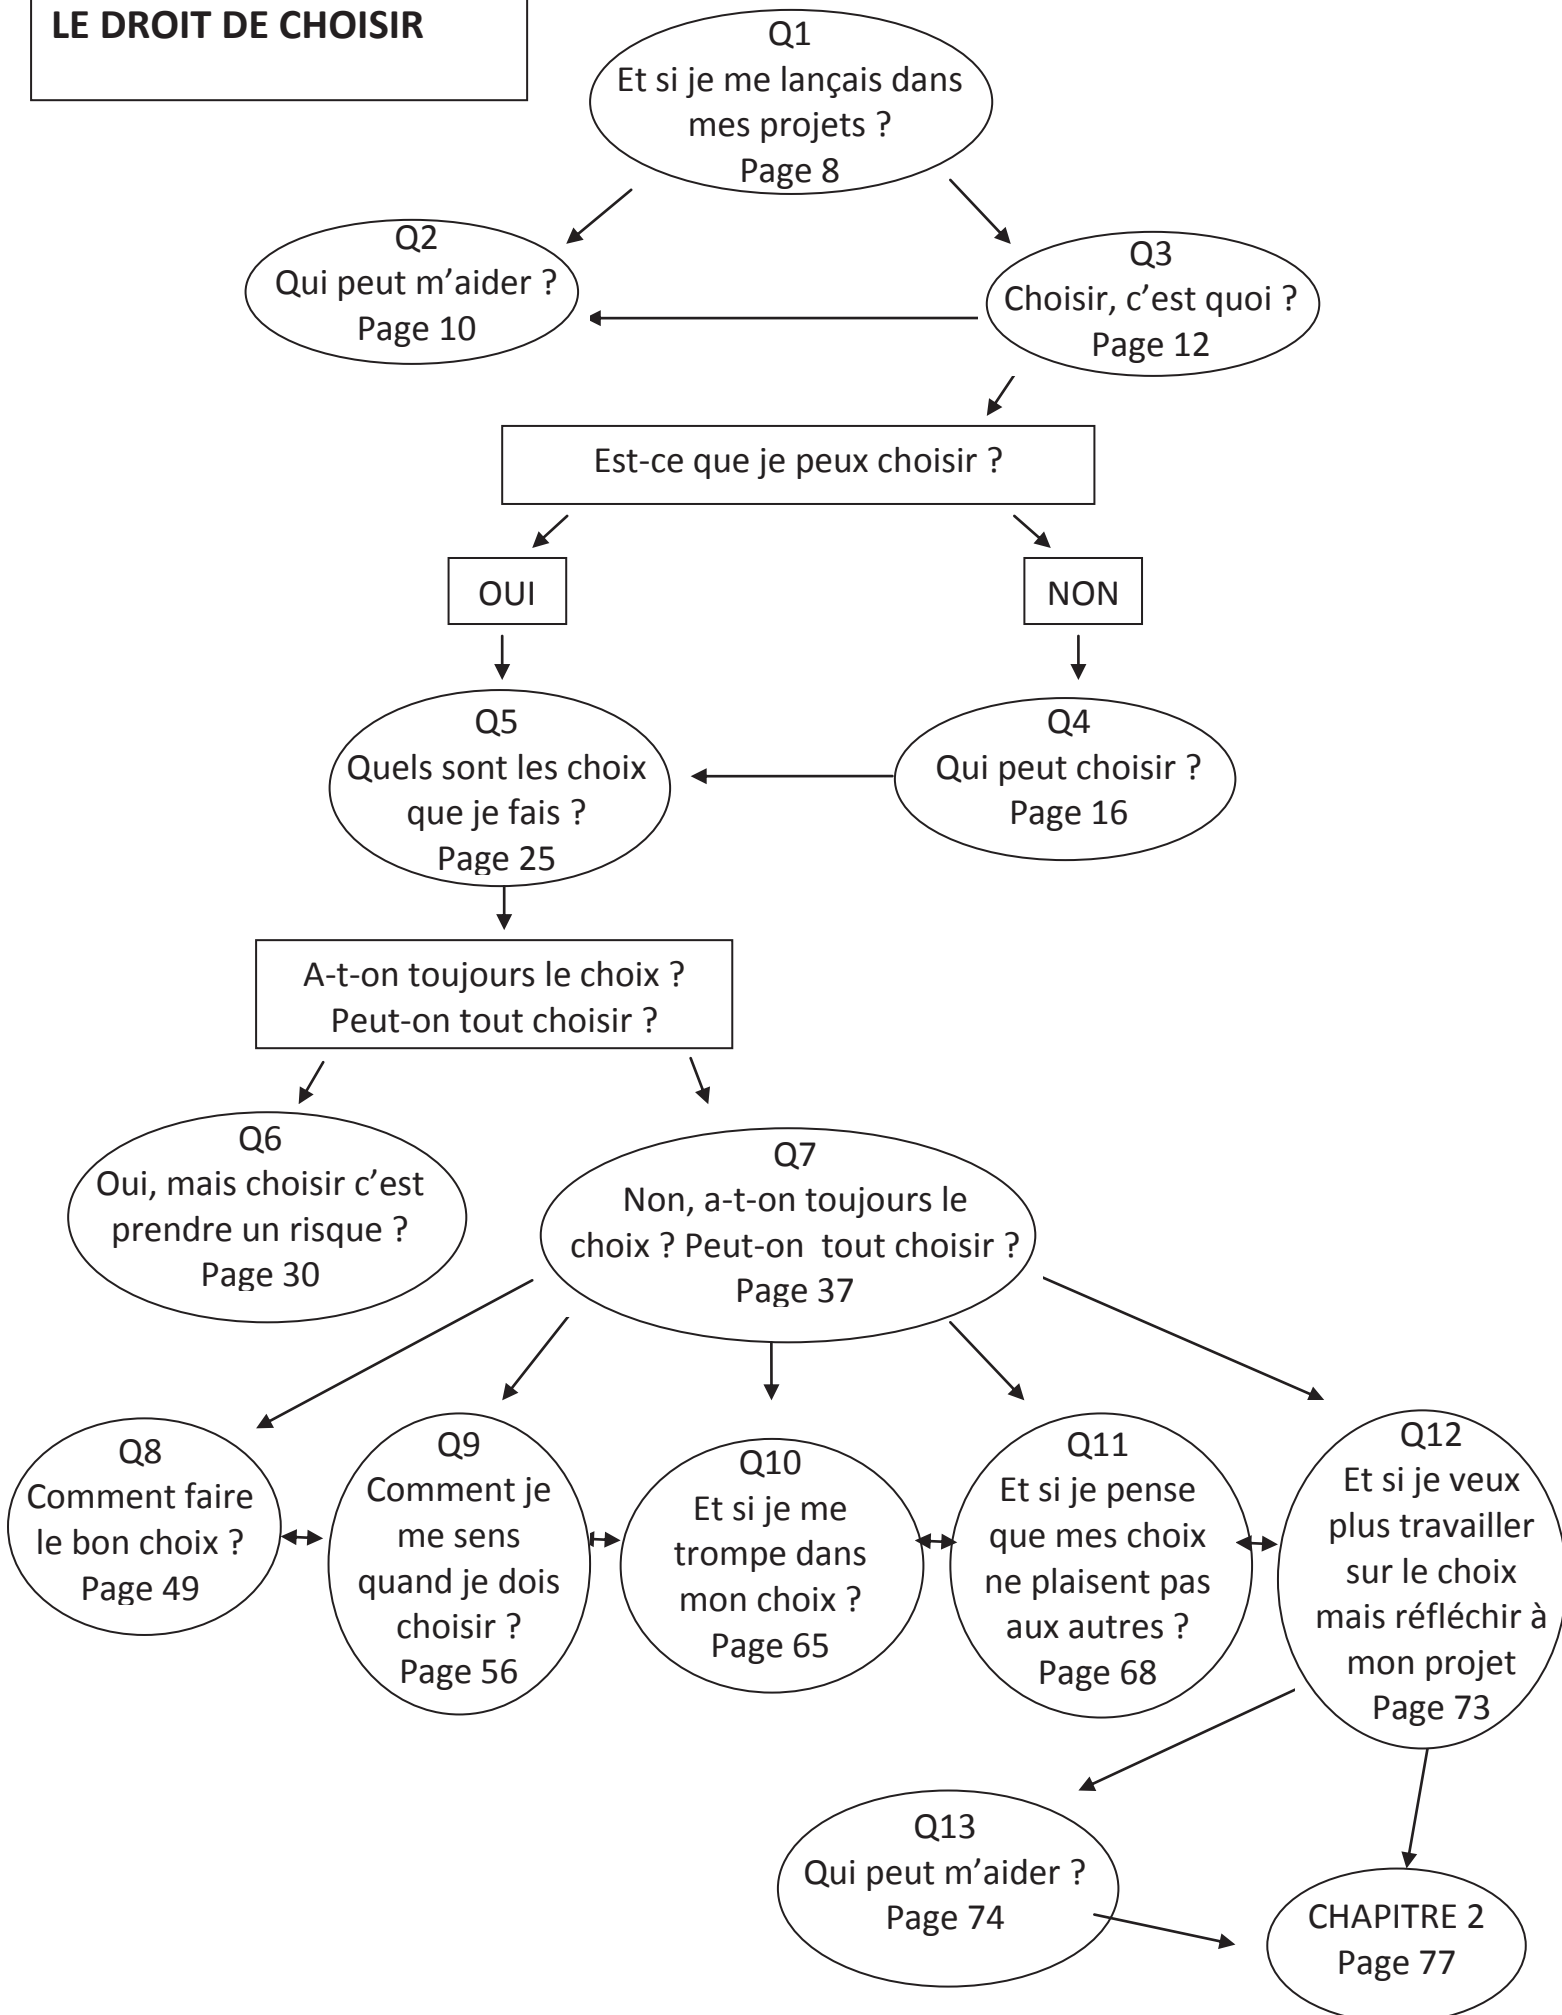 LE DROIT DE CHOISIR
Q1
Et si je me lançais dans
mes projets ?
Page 8
Q2
Qui peut m’aider ?
Page 10
Q3
Choisir, c’est quoi ?
Page 12
Est-ce que je peux choisir ?
OUI
NON
Q5
Quels sont les choix
que je fais ?
Page 25
Q4
Qui peut choisir ?
Page 16
A-t-on toujours le choix ?
Peut-on tout choisir ?
Q6
Oui, mais choisir c’est
prendre un risque ?
Page 30
Q7
Non, a-t-on toujours le
choix ? Peut-on  tout choisir ?
Page 37
Q8
Comment faire
le bon choix ?
Page 49
Q9
Comment je
me sens
quand je dois
choisir ?
Page 56
Q10
Et si je me
trompe dans
mon choix ?
Page 65
Q11
Et si je pense
que mes choix
ne plaisent pas
aux autres ?
Page 68
Q12
Et si je veux
plus travailler
sur le choix
mais réfléchir à
mon projet
Page 73
Q13
Qui peut m’aider ?
Page 74
CHAPITRE 2
Page 77